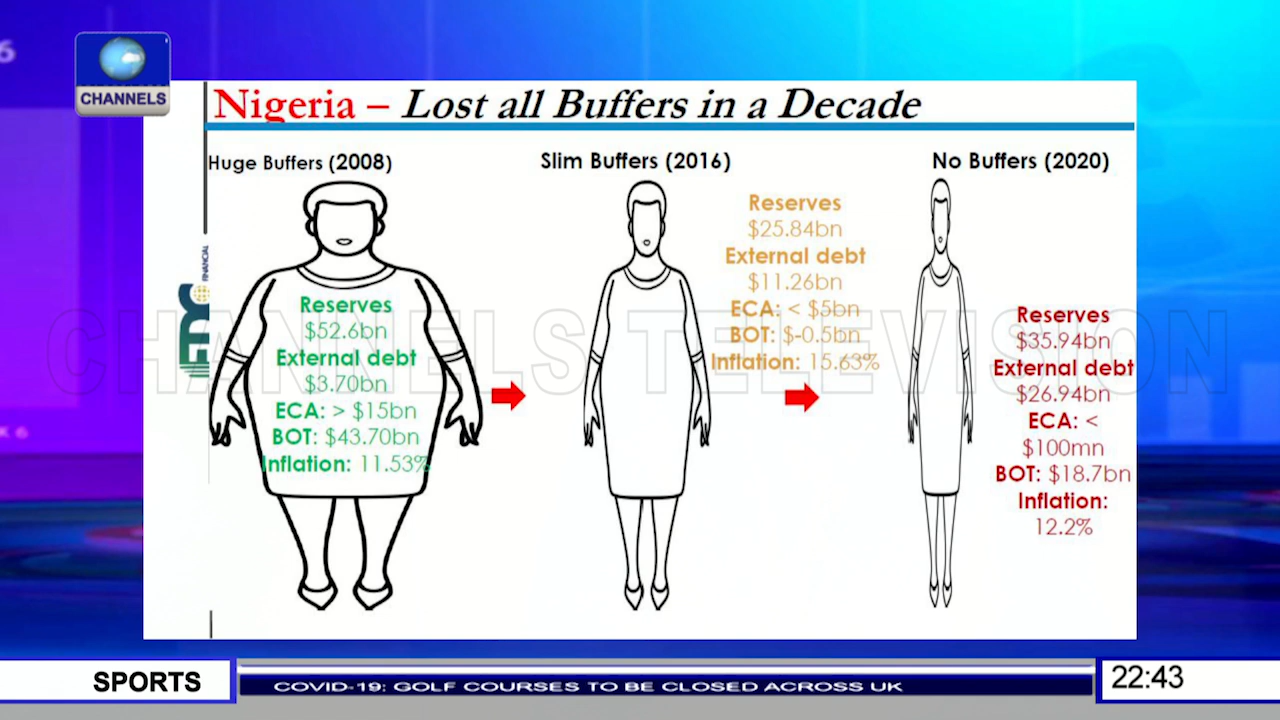 CHANNELS
Nigeria – Lost all Buffers in a Decade
Huge Buffers (2008)
Reserves
$52.6bn
External debt
$3.70bn
ECA: > $15bn
BOT: $43.70bn
Inflation: 11.53%
Slim Buffers (2016)
Reserves
$25.84bn
External debt
$11.26bn
ECA: < $5bn
BOT: $-0.5bn
Inflation: 15.63%
No Buffers (2020)
Reserves
$35.94bn
External debt
$26.94bn
ECA: <
$100mn
BOT: $18.7bn
Inflation:
12.2%
FINANCIAL
CHANNELS TELEVISION
SPORTS
COVID-19: GOLF COURSES TO BE CLOSED ACROSS UK
22:43